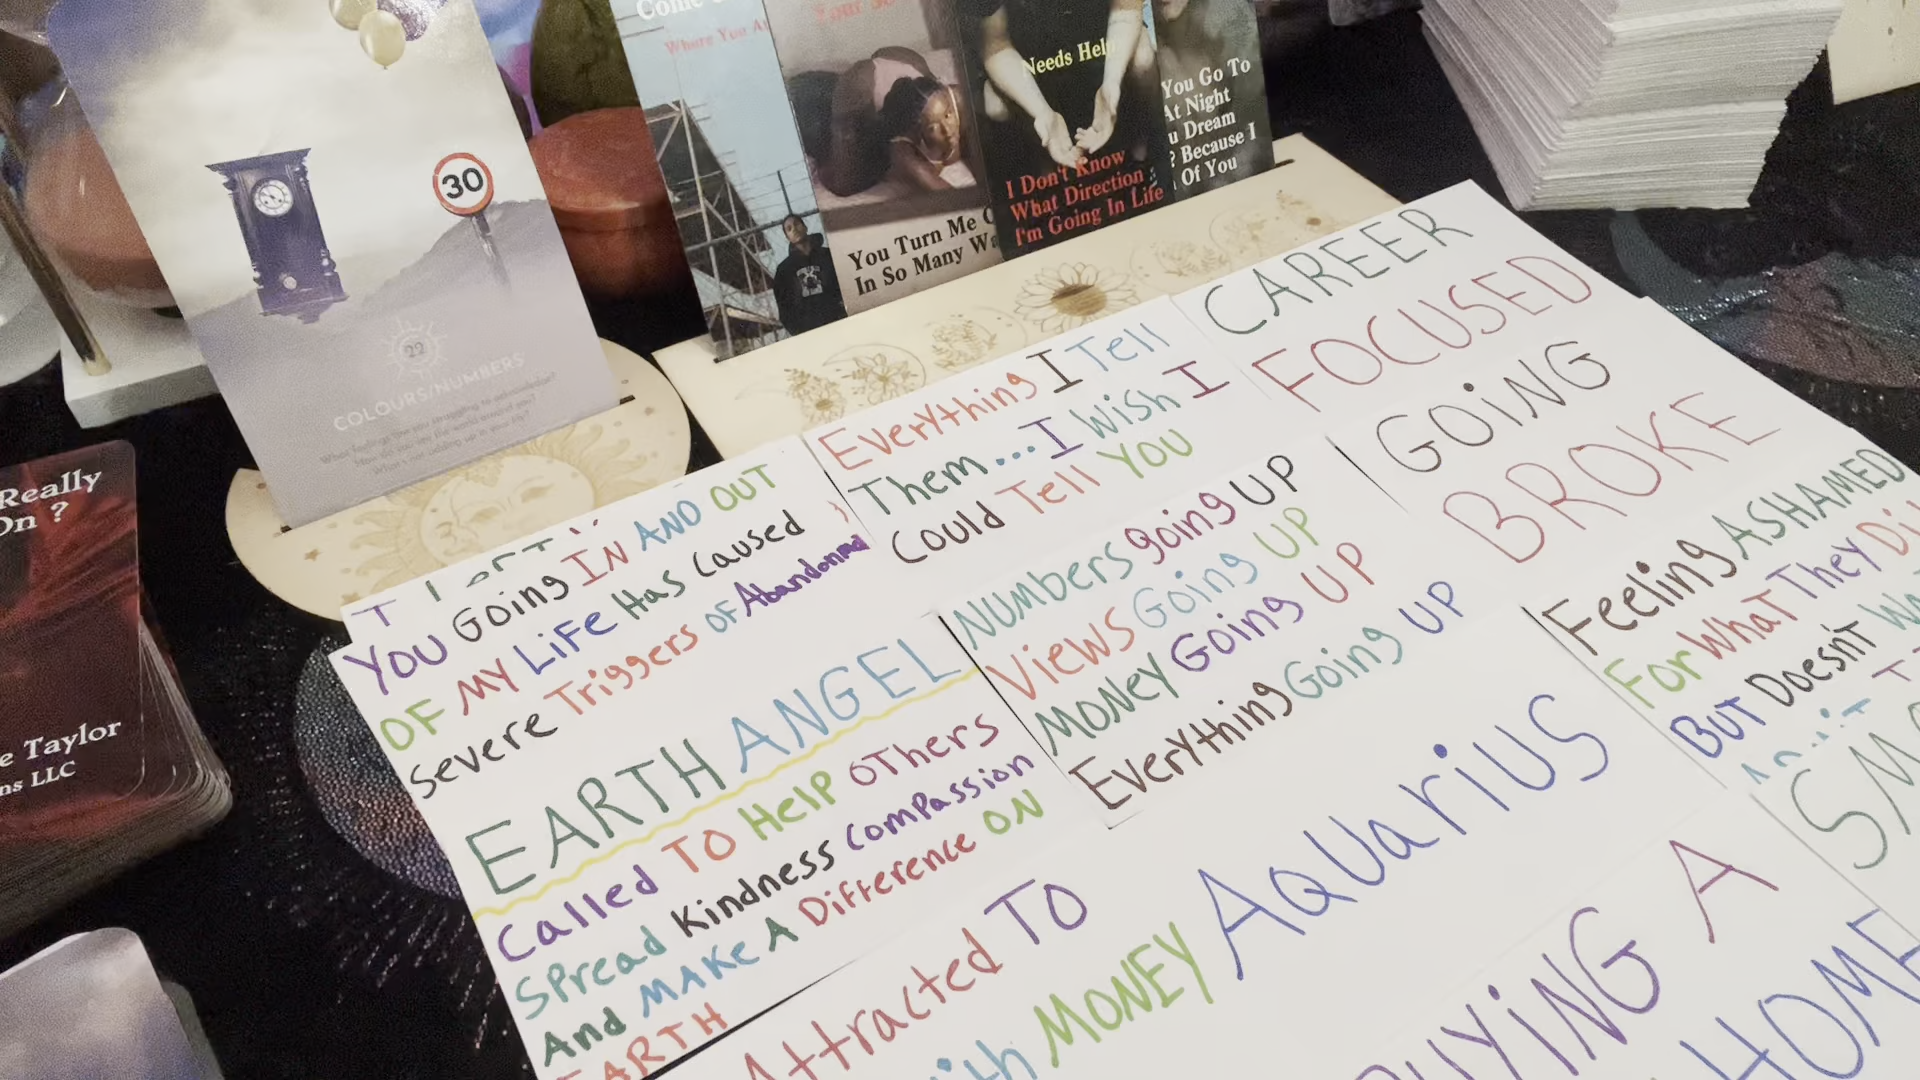 30
22
COLOURS/NUMBERS
Come
Where You
You Turn Me
In So Many
Needs Help
I Don't Know
What Direction
I'm Going In Life
You Go To
At Night
Dream
? Because I
Of You
Really
On ?
Taylor
LLC
YOU Going IN AND OUT
OF MY LiFe Has Caused
Severe Triggers OF
Everything I Tell
Them...I Wish I
Could Tell YOU
CAREER
FOCUSED
GOiNG
BROKE
EARTH ANGEL
Called TO HelP OTHers
SPread Kindness ComPassion
And MAKe A DiFFerence ON
EARTH
NUMBERS going UP
Views Going UP
MONey Going UP
EverYthing Going UP
Feeling ASHAMED
For WHaT THey
BUT Doesn't
Attracted TO
MONEY AQUarIUS
A
HOME